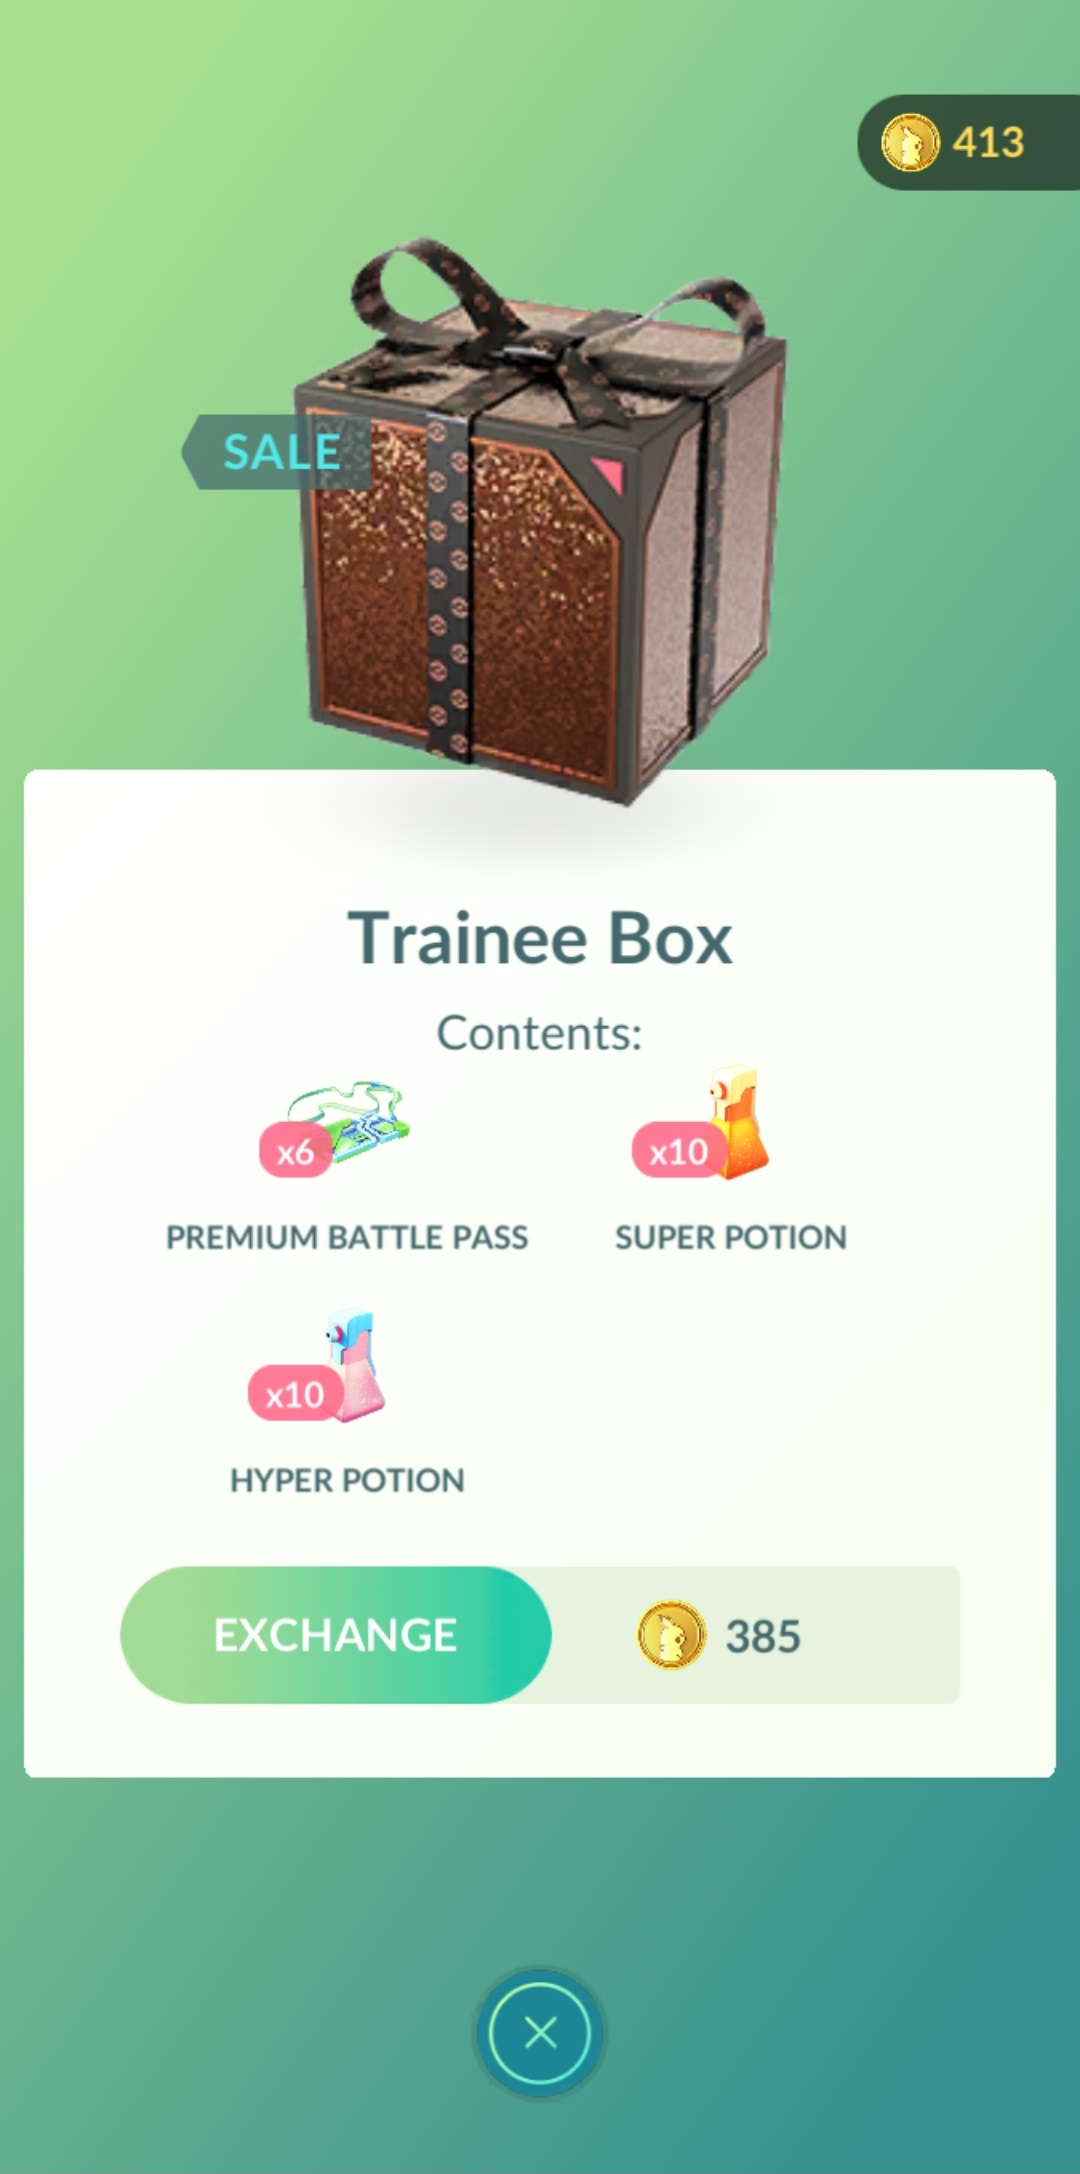 413
SALE
Trainee Box
Contents:
x6
x10
PREMIUM BATTLE PASS
SUPER POTION
x10
HYPER POTION
EXCHANGE
385